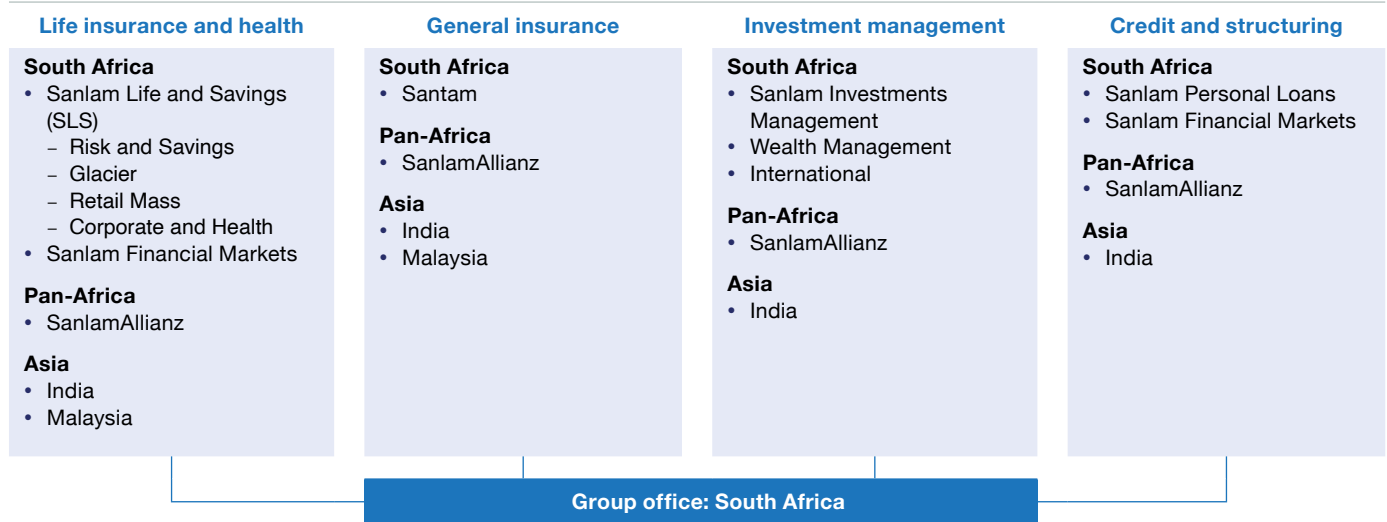 Life insurance and health
South Africa
• Sanlam Life and Savings
(SLS)
– Risk and Savings
– Glacier
– Retail Mass
– Corporate and Health
• Sanlam Financial Markets
Pan-Africa
• SanlamAllianz
Asia
• India
• Malaysia
General insurance
South Africa
• Santam
Pan-Africa
• SanlamAllianz
Asia
• India
• Malaysia
Investment management
South Africa
• Sanlam Investments
Management
• Wealth Management
• International
Pan-Africa
• SanlamAllianz
Asia
• India
Credit and structuring
South Africa
• Sanlam Personal Loans
• Sanlam Financial Markets
Pan-Africa
• SanlamAllianz
Asia
• India
Group office: South Africa